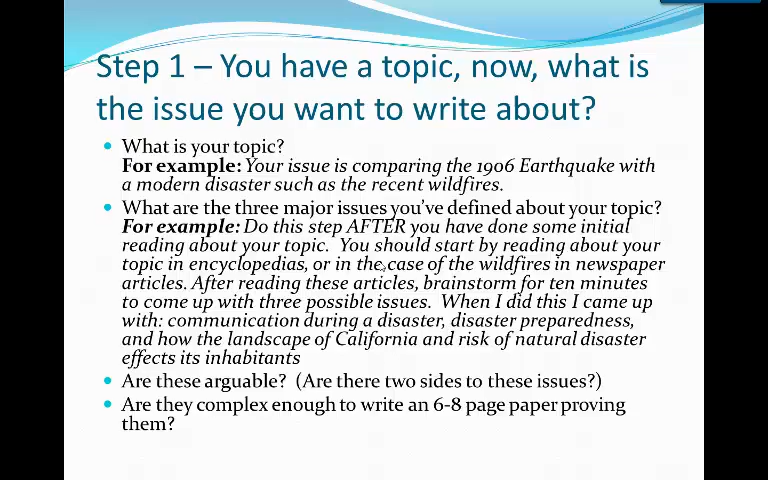 Step 1 – You have a topic, now, what is
the issue you want to write about?
What is your topic?
For example: Your issue is comparing the 1906 Earthquake with
a modern disaster such as the recent wildfires.
What are the three major issues you've defined about your topic?
For example: Do this step AFTER you have done some initial
reading about your topic. You should start by reading about your
topic in encyclopedias, or in the case of the wildfires in newspaper
articles. After reading these articles, brainstorm for ten minutes
to come up with three possible issues. When I did this I came up
with: communication during a disaster, disaster preparedness,
and how the landscape of California and risk of natural disaster
effects its inhabitants
Are these arguable? (Are there two sides to these issues?)
Are they complex enough to write an 6-8 page paper proving
them?